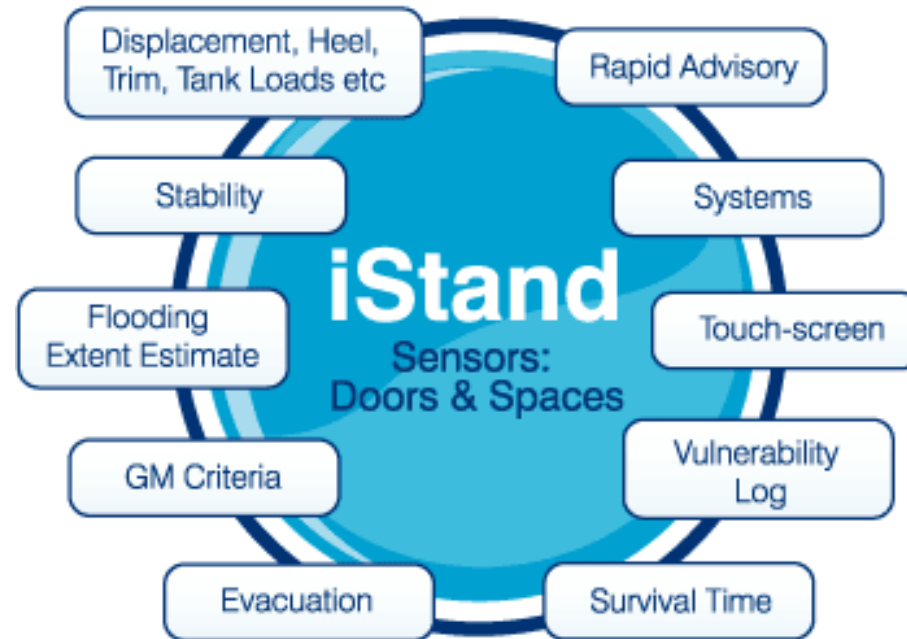 Displacement, Heel,
Trim, Tank Loads etc
Rapid Advisory
Stability
Systems
iStand
Sensors:
Doors & Spaces
Flooding
Extent Estimate
Touch-screen
GM Criteria
Vulnerability
Log
Evacuation
Survival Time